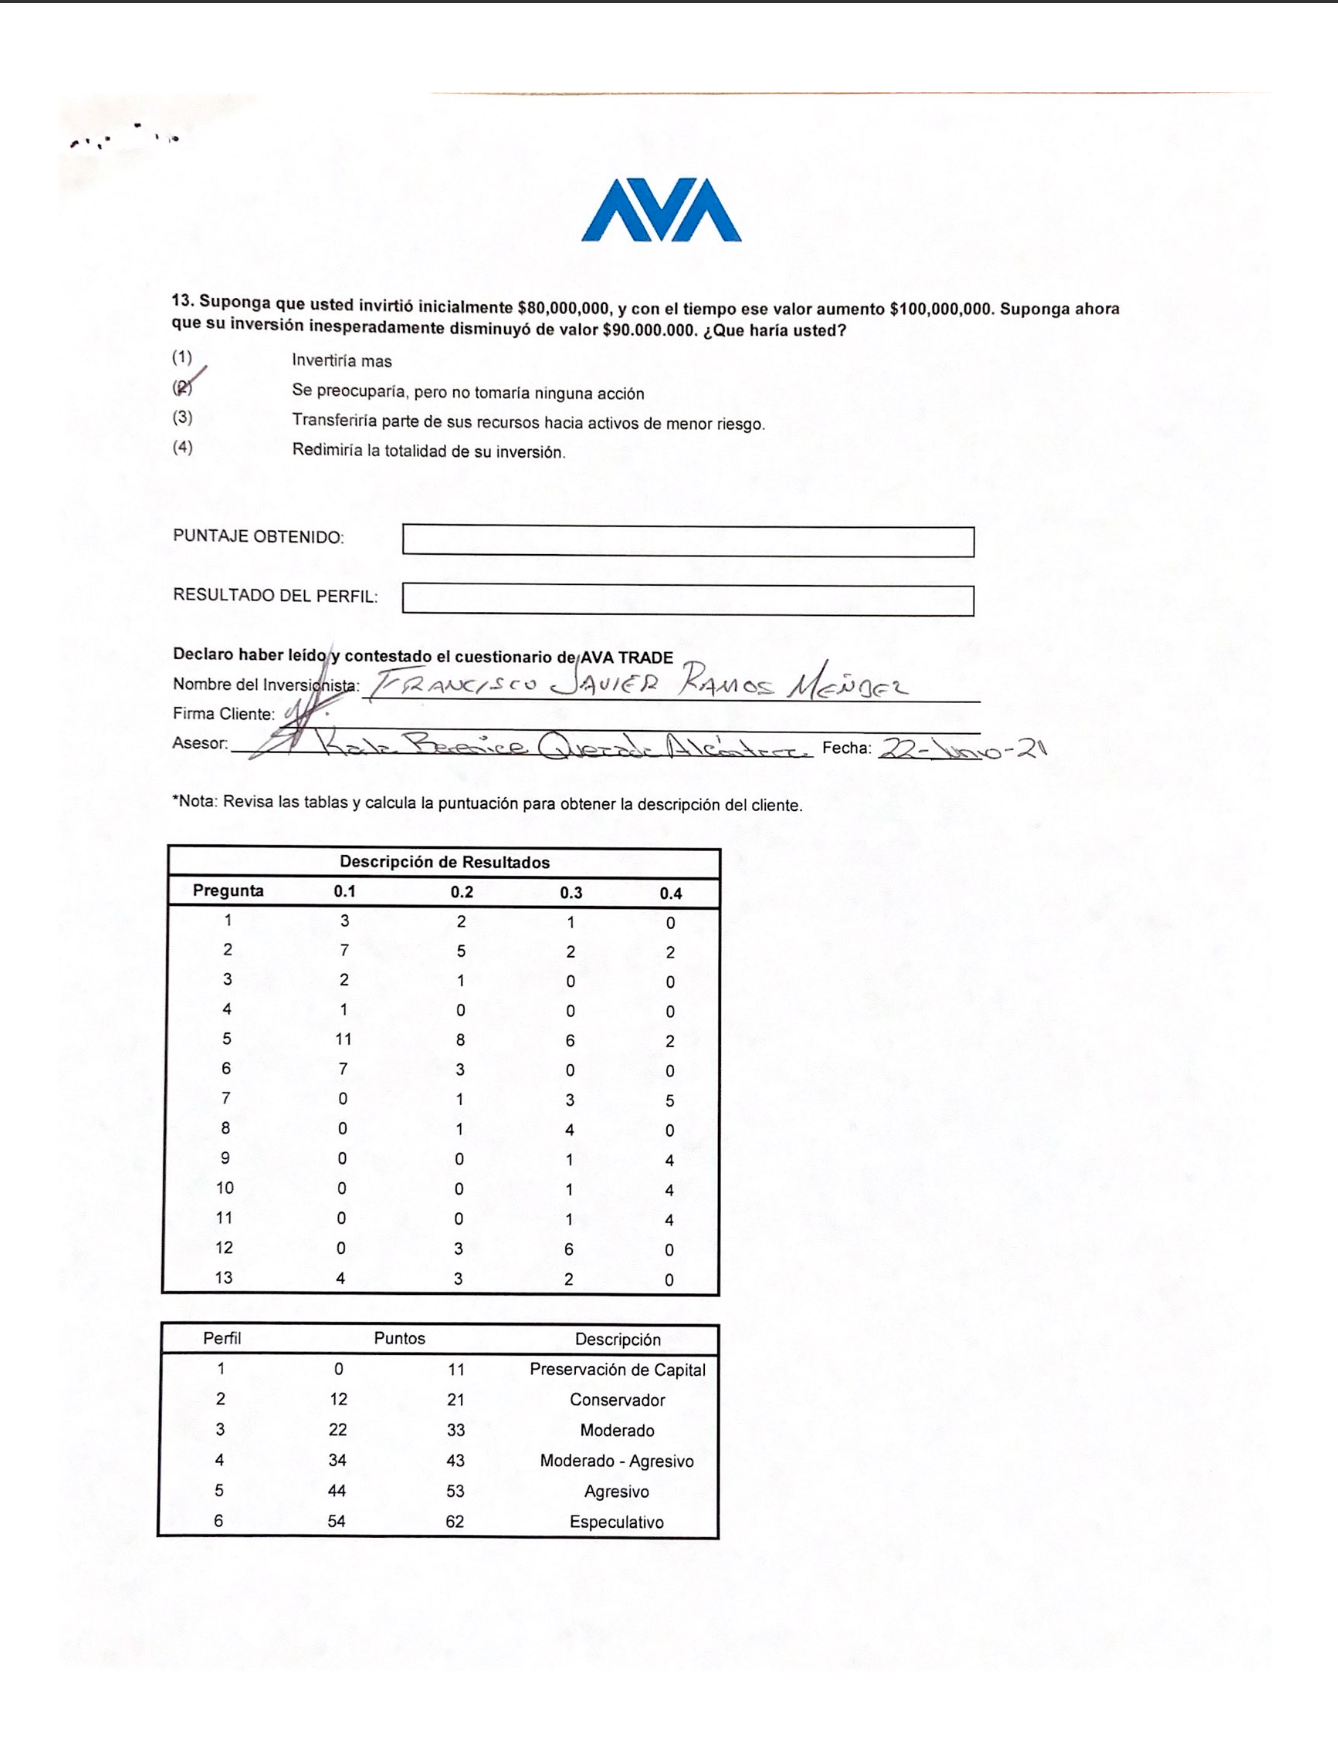 AVA
13. Suponga que usted invirtió inicialmente $80,000,000, y con el tiempo ese valor aumento $100,000,000. Suponga ahora
que su inversión inesperadamente disminuyó de valor $90.000.000. ¿Que haría usted?
(1) Invertiría mas
(2) Se preocuparía, pero no tomaría ninguna acción
(3) Transferiría parte de sus recursos hacia activos de menor riesgo.
(4) Redimiría la totalidad de su inversión.
PUNTAJE OBTENIDO:
RESULTADO DEL PERFIL:
Declaro haber leído y contestado el cuestionario de AVA TRADE
Nombre del Inversionista: FRANCISCO JAVIER RAMOS MENDEZ
Firma Cliente:
Asesor: Karla Berenice Quezada Alcántara Fecha: 22-Junio-21
*Nota: Revisa las tablas y calcula la puntuación para obtener la descripción del cliente.
Descripción de Resultados
Pregunta 0.1 0.2 0.3 0.4
1 3 2 1 0
2 7 5 2 2
3 2 1 0 0
4 1 0 0 0
5 11 8 6 2
6 7 3 0 0
7 0 1 3 5
8 0 1 4 0
9 0 0 1 4
10 0 0 1 4
11 0 0 1 4
12 0 3 6 0
13 4 3 2 0
Perfil Puntos Descripción
1 0 11 Preservación de Capital
2 12 21 Conservador
3 22 33 Moderado
4 34 43 Moderado - Agresivo
5 44 53 Agresivo
6 54 62 Especulativo